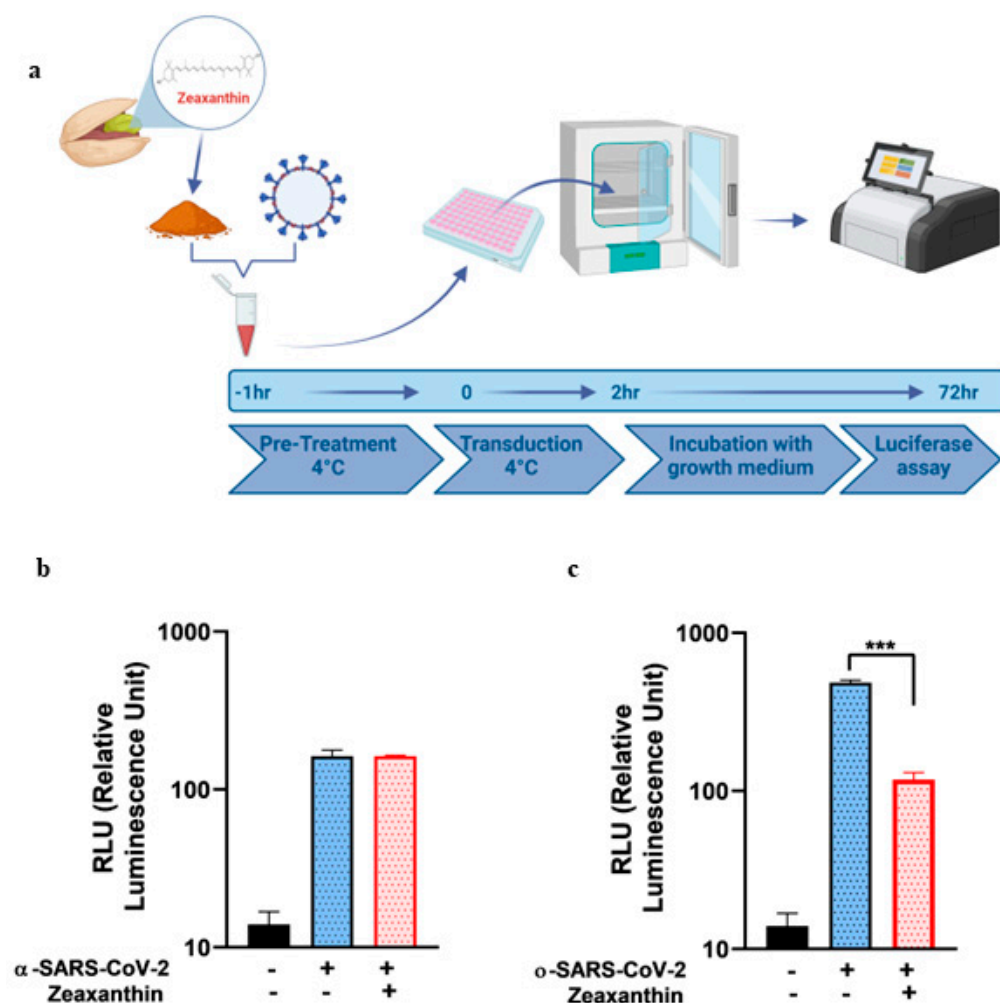 a
Zeaxanthin
-1hr 0 2hr 72hr
Pre-Treatment
4°C
Transduction
4°C
Incubation with
growth medium
Luciferase
assay
b
RLU (Relative
Luminescence Unit)
1000
100
10
α-SARS-CoV-2 - + +
Zeaxanthin - - +
c
RLU (Relative
Luminescence Unit)
1000
100
10
***
o-SARS-CoV-2 - + +
Zeaxanthin - - +